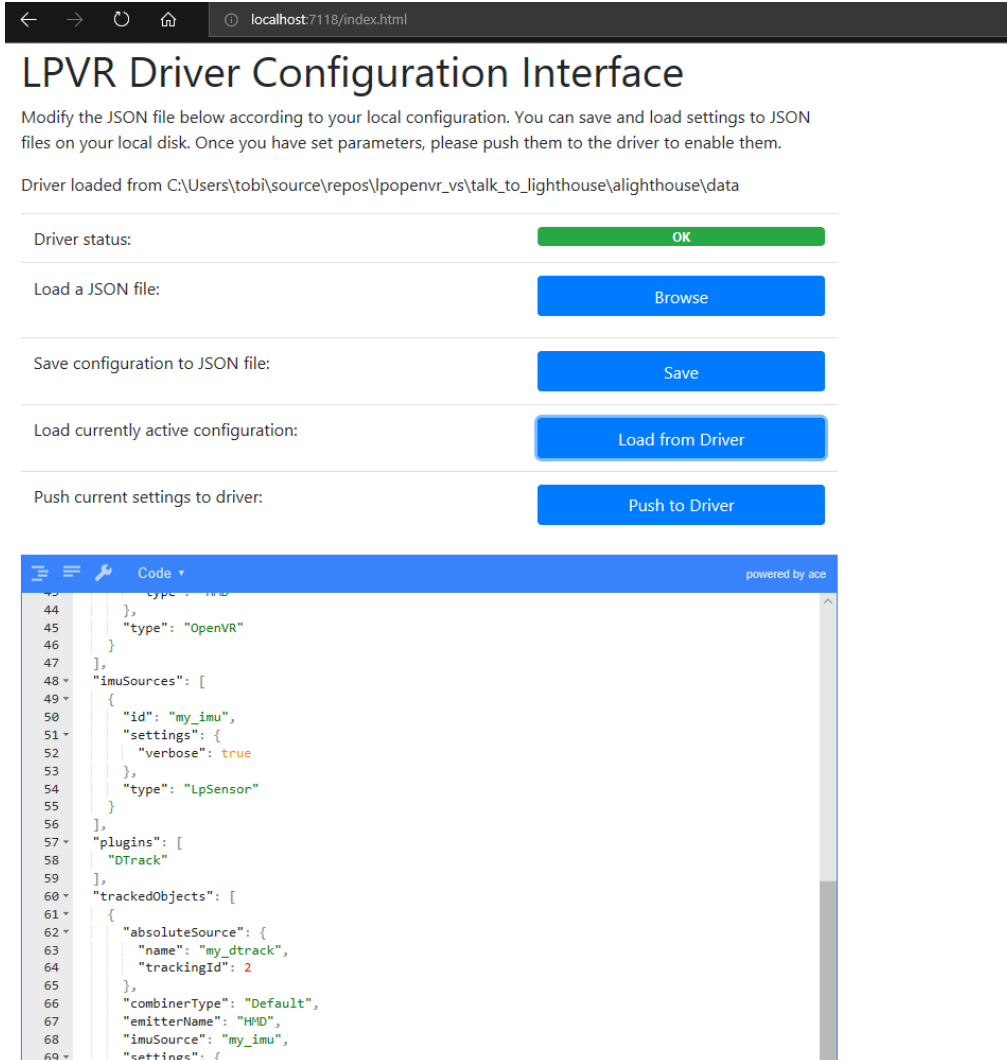 localhost:7118/index.html
LPVR Driver Configuration Interface
Modify the JSON file below according to your local configuration. You can save and load settings to JSON
files on your local disk. Once you have set parameters, please push them to the driver to enable them.
Driver loaded from C:\Users\tobi\source\repos\lpopenvr_vs\talk_to_lighthouse\alighthouse\data
Driver status: OK
Load a JSON file: Browse
Save configuration to JSON file: Save
Load currently active configuration: Load from Driver
Push current settings to driver: Push to Driver
Code powered by ace
44 },
45 "type": "OpenVR"
46 }
47 ],
48 "imuSources": [
49 {
50 "id": "my_imu",
51 "settings": {
52 "verbose": true
53 },
54 "type": "LpSensor"
55 }
56 ],
57 "plugins": [
58 "DTrack"
59 ],
60 "trackedObjects": [
61 {
62 "absoluteSource": {
63 "name": "my_dtrack",
64 "trackingId": 2
65 },
66 "combinerType": "Default",
67 "emitterName": "HMD",
68 "imuSource": "my_imu",
69 "settings": {